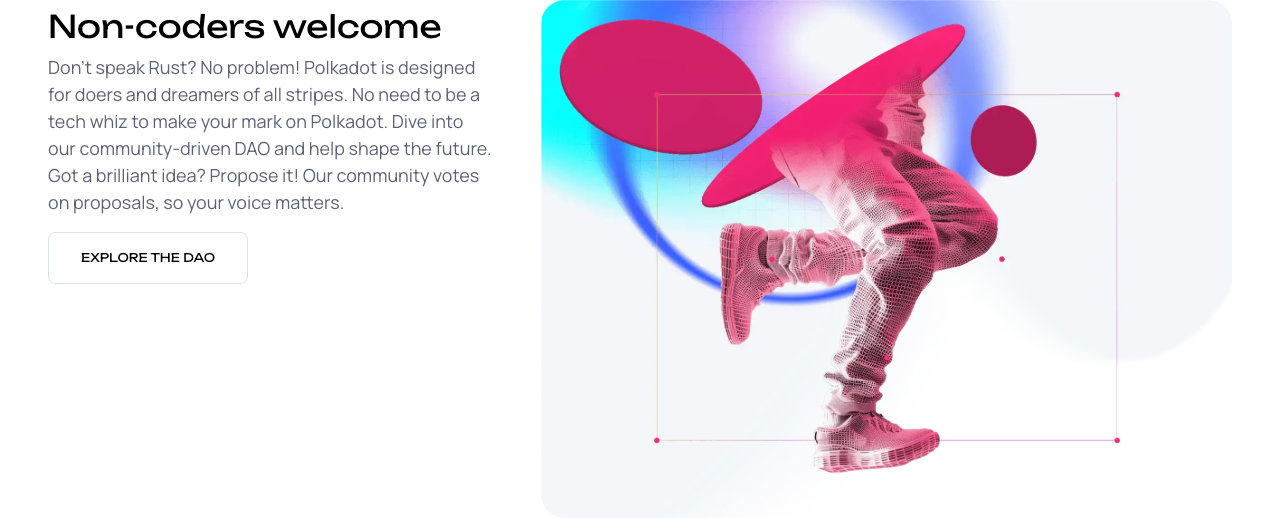 Non-coders welcome
Don't speak Rust? No problem! Polkadot is designed
for doers and dreamers of all stripes. No need to be a
tech whiz to make your mark on Polkadot. Dive into
our community-driven DAO and help shape the future.
Got a brilliant idea? Propose it! Our community votes
on proposals, so your voice matters.
EXPLORE THE DAO